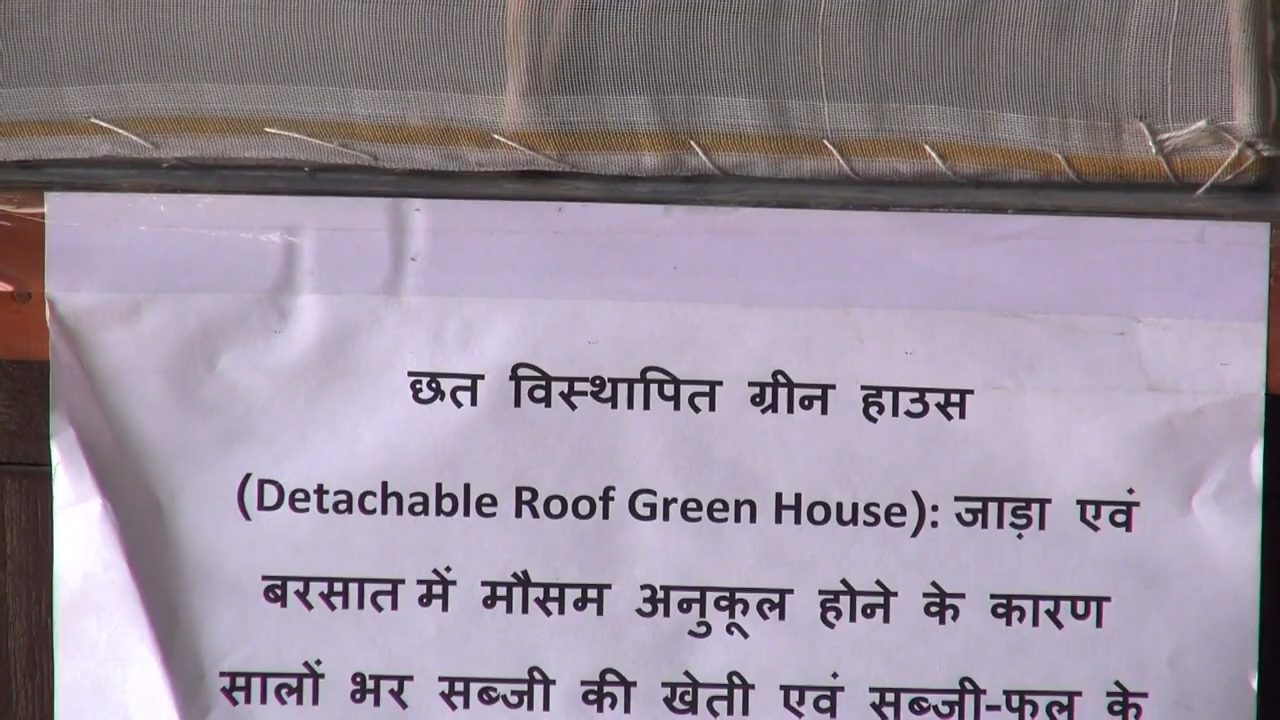 छत विस्थापित ग्रीन हाउस
(Detachable Roof Green House): जाड़ा एवं
बरसात में मौसम अनुकूल होने के कारण
सालों भर सब्जी की खेती एवं सब्जी-फल के